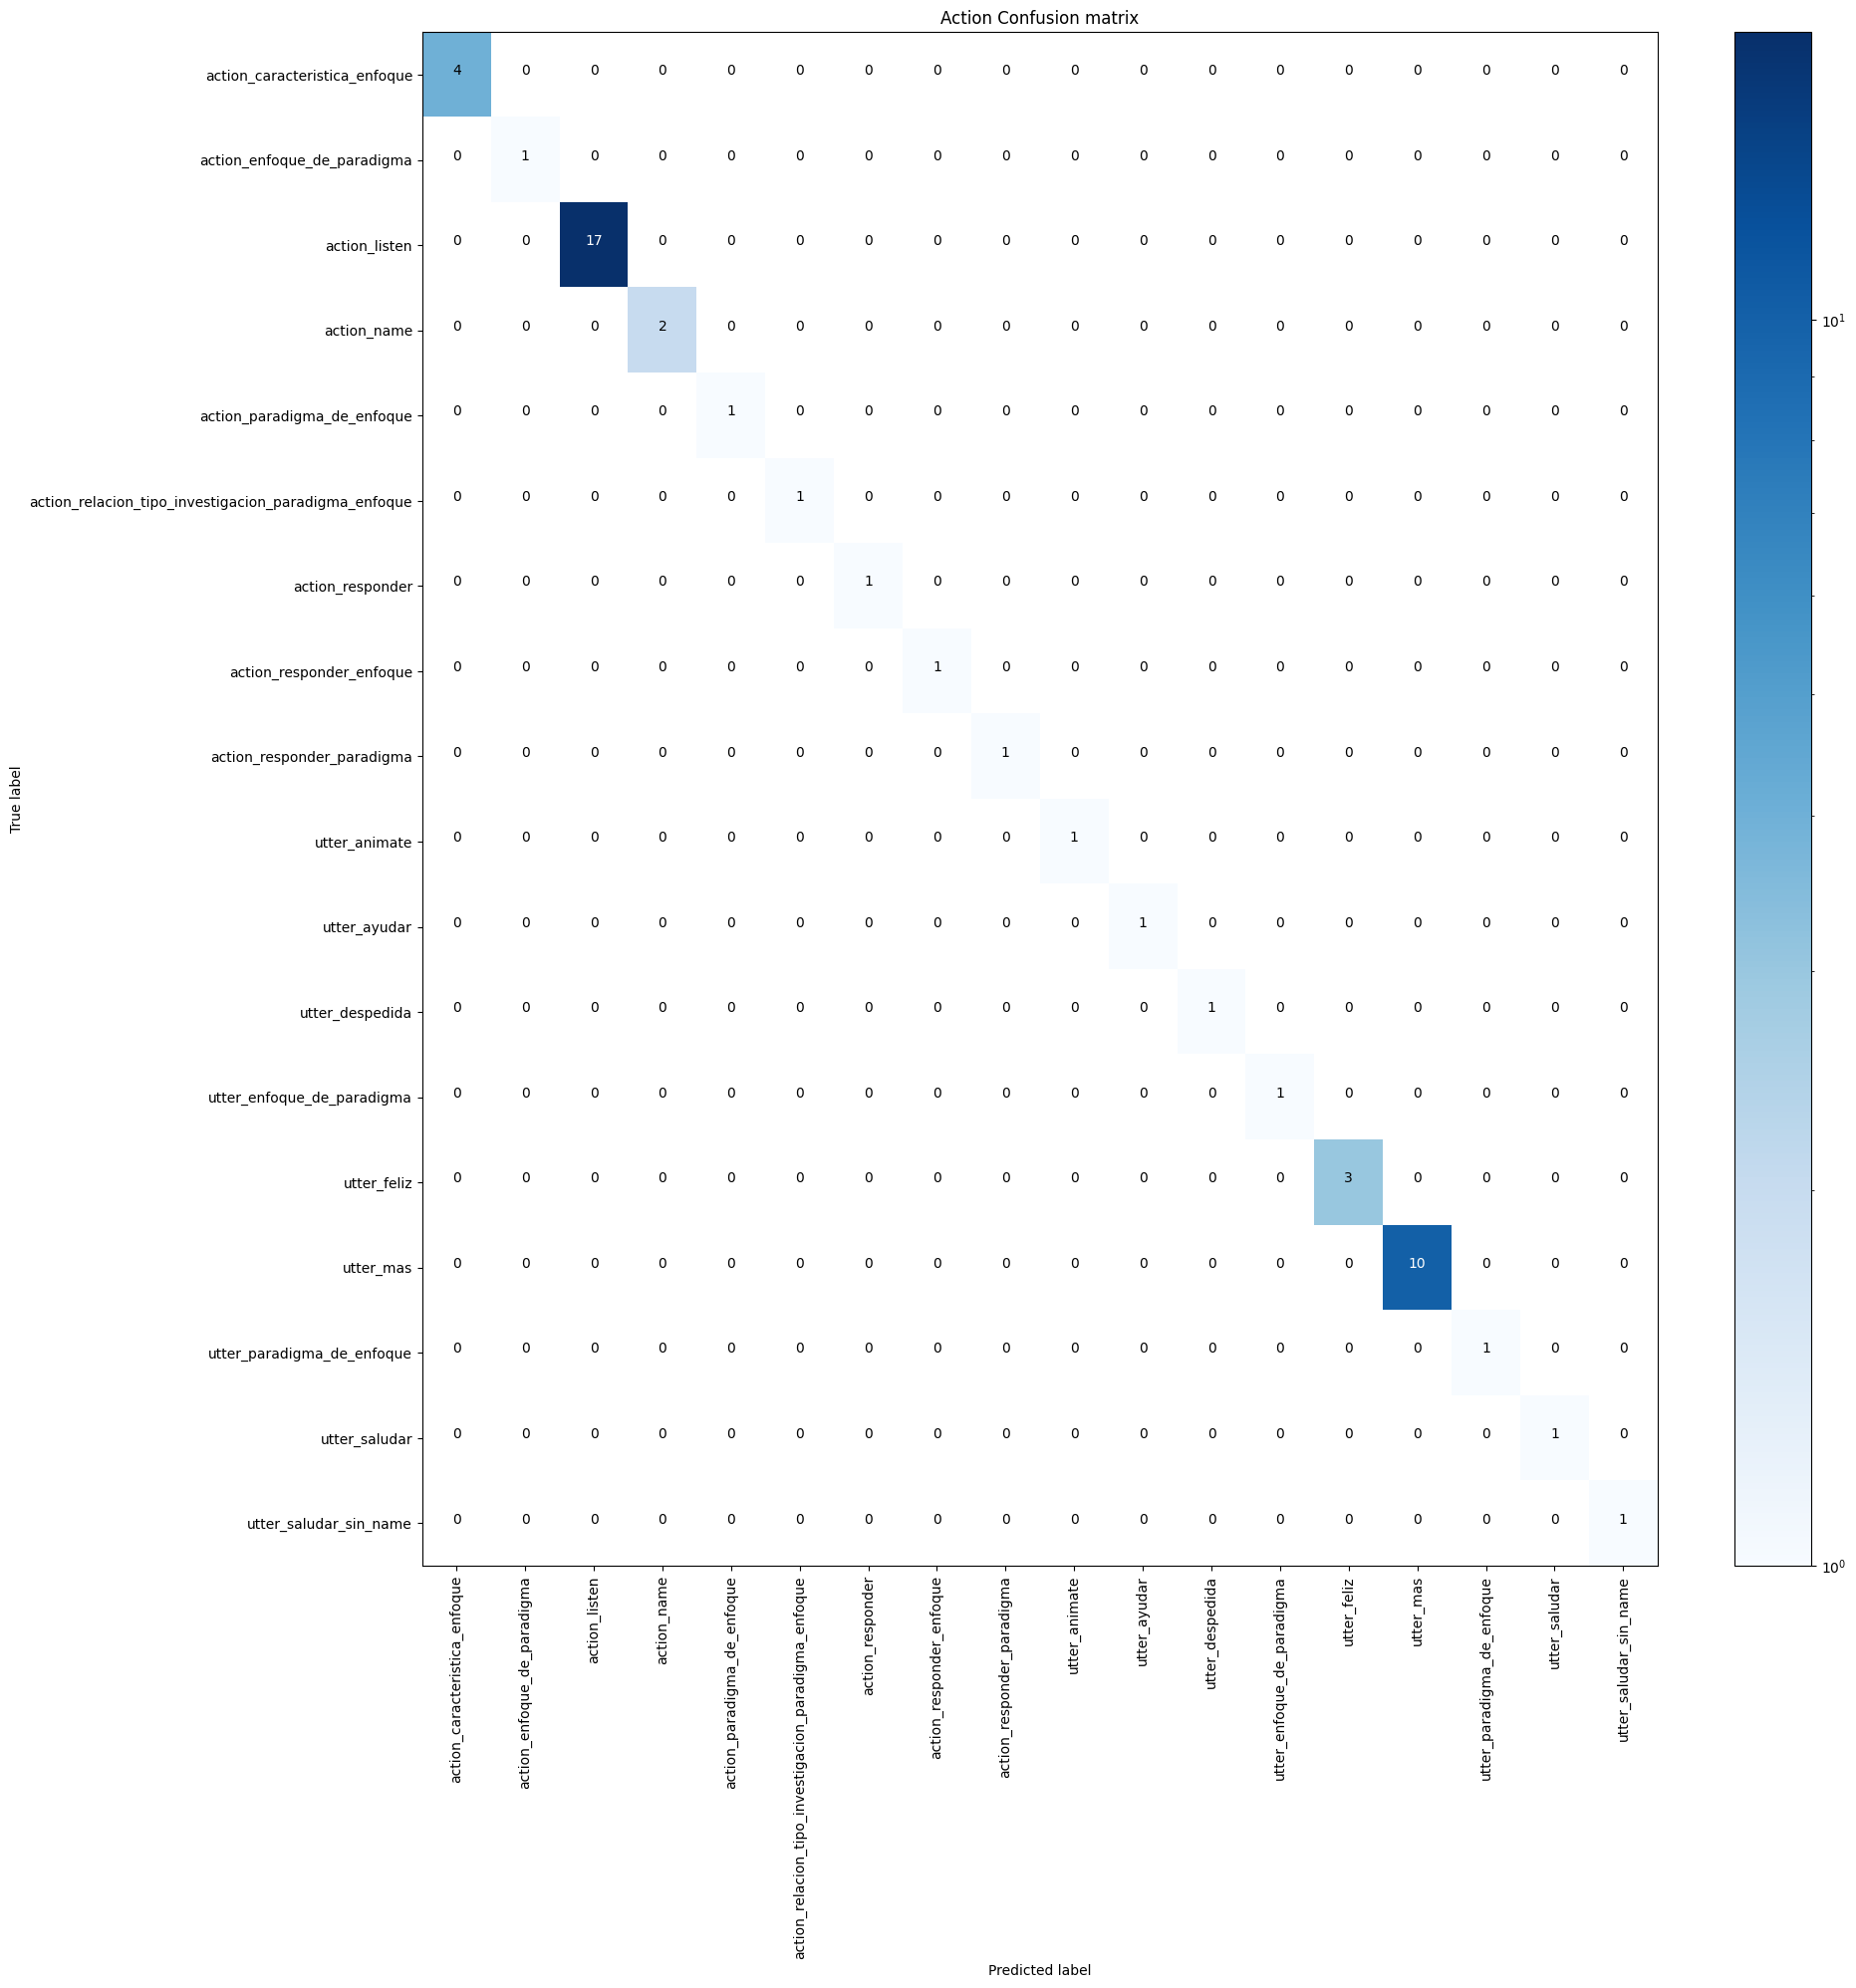 Action Confusion matrix
action_caracteristica_enfoque 4 0 0 0 0 0 0 0 0 0 0 0 0 0 0 0 0 0
action_enfoque_de_paradigma 0 1 0 0 0 0 0 0 0 0 0 0 0 0 0 0 0 0
action_listen 0 0 17 0 0 0 0 0 0 0 0 0 0 0 0 0 0 0
action_name 0 0 0 2 0 0 0 0 0 0 0 0 0 0 0 0 0 0
10¹
action_paradigma_de_enfoque 0 0 0 0 1 0 0 0 0 0 0 0 0 0 0 0 0 0
action_relacion_tipo_investigacion_paradigma_enfoque 0 0 0 0 0 1 0 0 0 0 0 0 0 0 0 0 0 0
action_responder 0 0 0 0 0 0 1 0 0 0 0 0 0 0 0 0 0 0
action_responder_enfoque 0 0 0 0 0 0 0 1 0 0 0 0 0 0 0 0 0 0
action_responder_paradigma 0 0 0 0 0 0 0 0 1 0 0 0 0 0 0 0 0 0
True label
utter_animate 0 0 0 0 0 0 0 0 0 1 0 0 0 0 0 0 0 0
utter_ayudar 0 0 0 0 0 0 0 0 0 0 1 0 0 0 0 0 0 0
utter_despedida 0 0 0 0 0 0 0 0 0 0 0 1 0 0 0 0 0 0
utter_enfoque_de_paradigma 0 0 0 0 0 0 0 0 0 0 0 0 1 0 0 0 0 0
utter_feliz 0 0 0 0 0 0 0 0 0 0 0 0 0 3 0 0 0 0
utter_mas 0 0 0 0 0 0 0 0 0 0 0 0 0 0 10 0 0 0
utter_paradigma_de_enfoque 0 0 0 0 0 0 0 0 0 0 0 0 0 0 0 1 0 0
utter_saludar 0 0 0 0 0 0 0 0 0 0 0 0 0 0 0 0 1 0
utter_saludar_sin_name 0 0 0 0 0 0 0 0 0 0 0 0 0 0 0 0 0 1
10⁰
action_caracteristica_enfoque
action_enfoque_de_paradigma
action_listen
action_name
action_paradigma_de_enfoque
action_relacion_tipo_investigacion_paradigma_enfoque
action_responder
action_responder_enfoque
action_responder_paradigma
utter_animate
utter_ayudar
utter_despedida
utter_enfoque_de_paradigma
utter_feliz
utter_mas
utter_paradigma_de_enfoque
utter_saludar
utter_saludar_sin_name
Predicted label